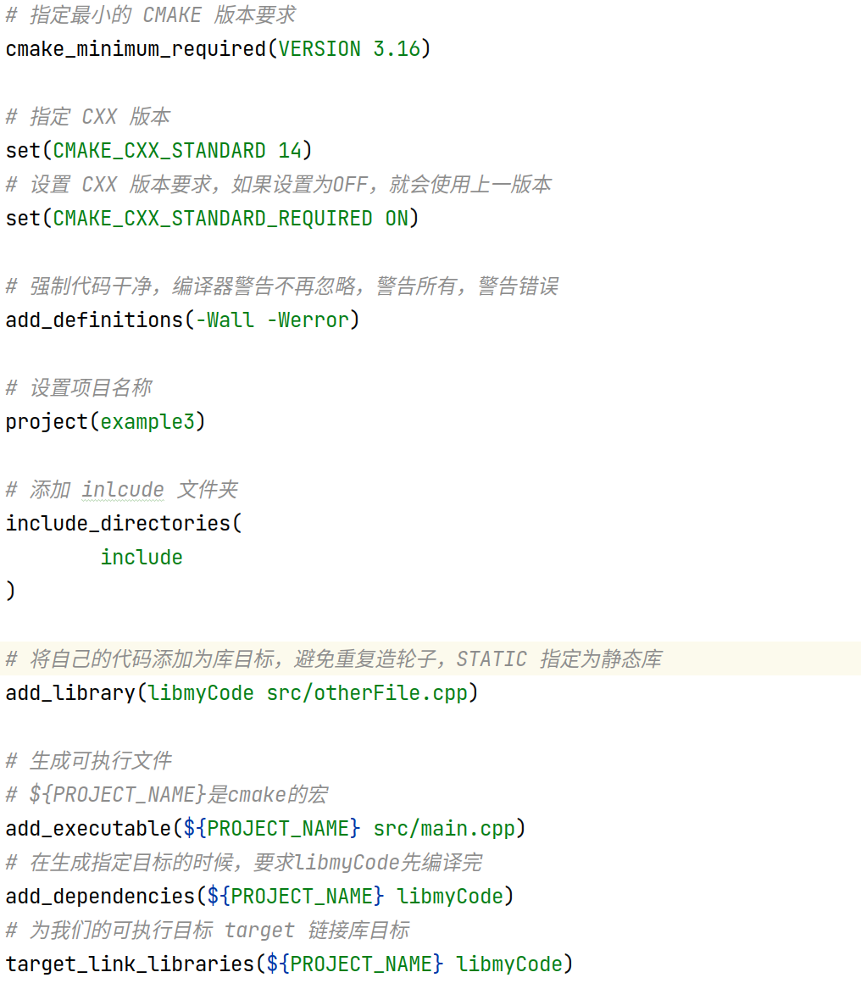 # 指定最小的 CMAKE 版本要求
cmake_minimum_required(VERSION 3.16)
# 指定 CXX 版本
set(CMAKE_CXX_STANDARD 14)
# 设置 CXX 版本要求，如果设置为OFF，就会使用上一版本
set(CMAKE_CXX_STANDARD_REQUIRED ON)
# 强制代码干净，编译器警告不再忽略，警告所有，警告错误
add_definitions(-Wall -Werror)
# 设置项目名称
project(example3)
# 添加 inlcude 文件夹
include_directories(
        include
)
# 将自己的代码添加为库目标，避免重复造轮子，STATIC 指定为静态库
add_library(libmyCode src/otherFile.cpp)
# 生成可执行文件
# ${PROJECT_NAME}是cmake的宏
add_executable(${PROJECT_NAME} src/main.cpp)
# 在生成指定目标的时候，要求libmyCode先编译完
add_dependencies(${PROJECT_NAME} libmyCode)
# 为我们的可执行目标 target 链接库目标
target_link_libraries(${PROJECT_NAME} libmyCode)